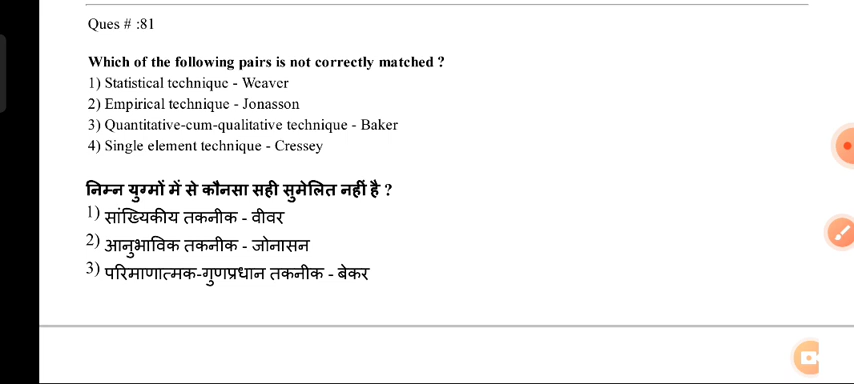 Ques # :81
Which of the following pairs is not correctly matched ?
1) Statistical technique - Weaver
2) Empirical technique - Jonasson
3) Quantitative-cum-qualitative technique - Baker
4) Single element technique - Cressey
निम्न युग्मों में से कौनसा सही सुमेलित नहीं है ?
1) सांख्यिकीय तकनीक - वीवर
2) आनुभाविक तकनीक - जोनासन
3) परिमाणात्मक-गुणप्रधान तकनीक - बेकर